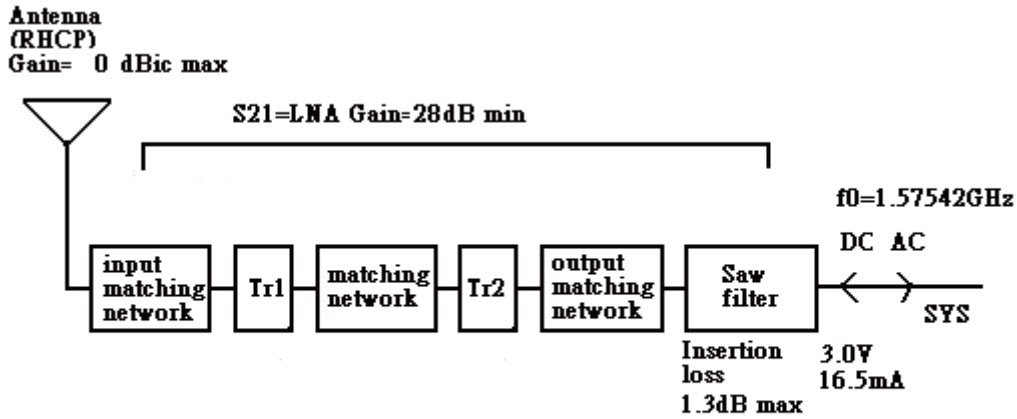 Antenna
(RHCP)
Gain= 0 dBic max
S21=LNA Gain=28dB min
f0=1.57542GHz
DC AC
input
matching
network
Tr1
matching
network
Tr2
output
matching
network
Saw
filter
SYS
Insertion
loss
1.3dB max
3.0V
16.5mA